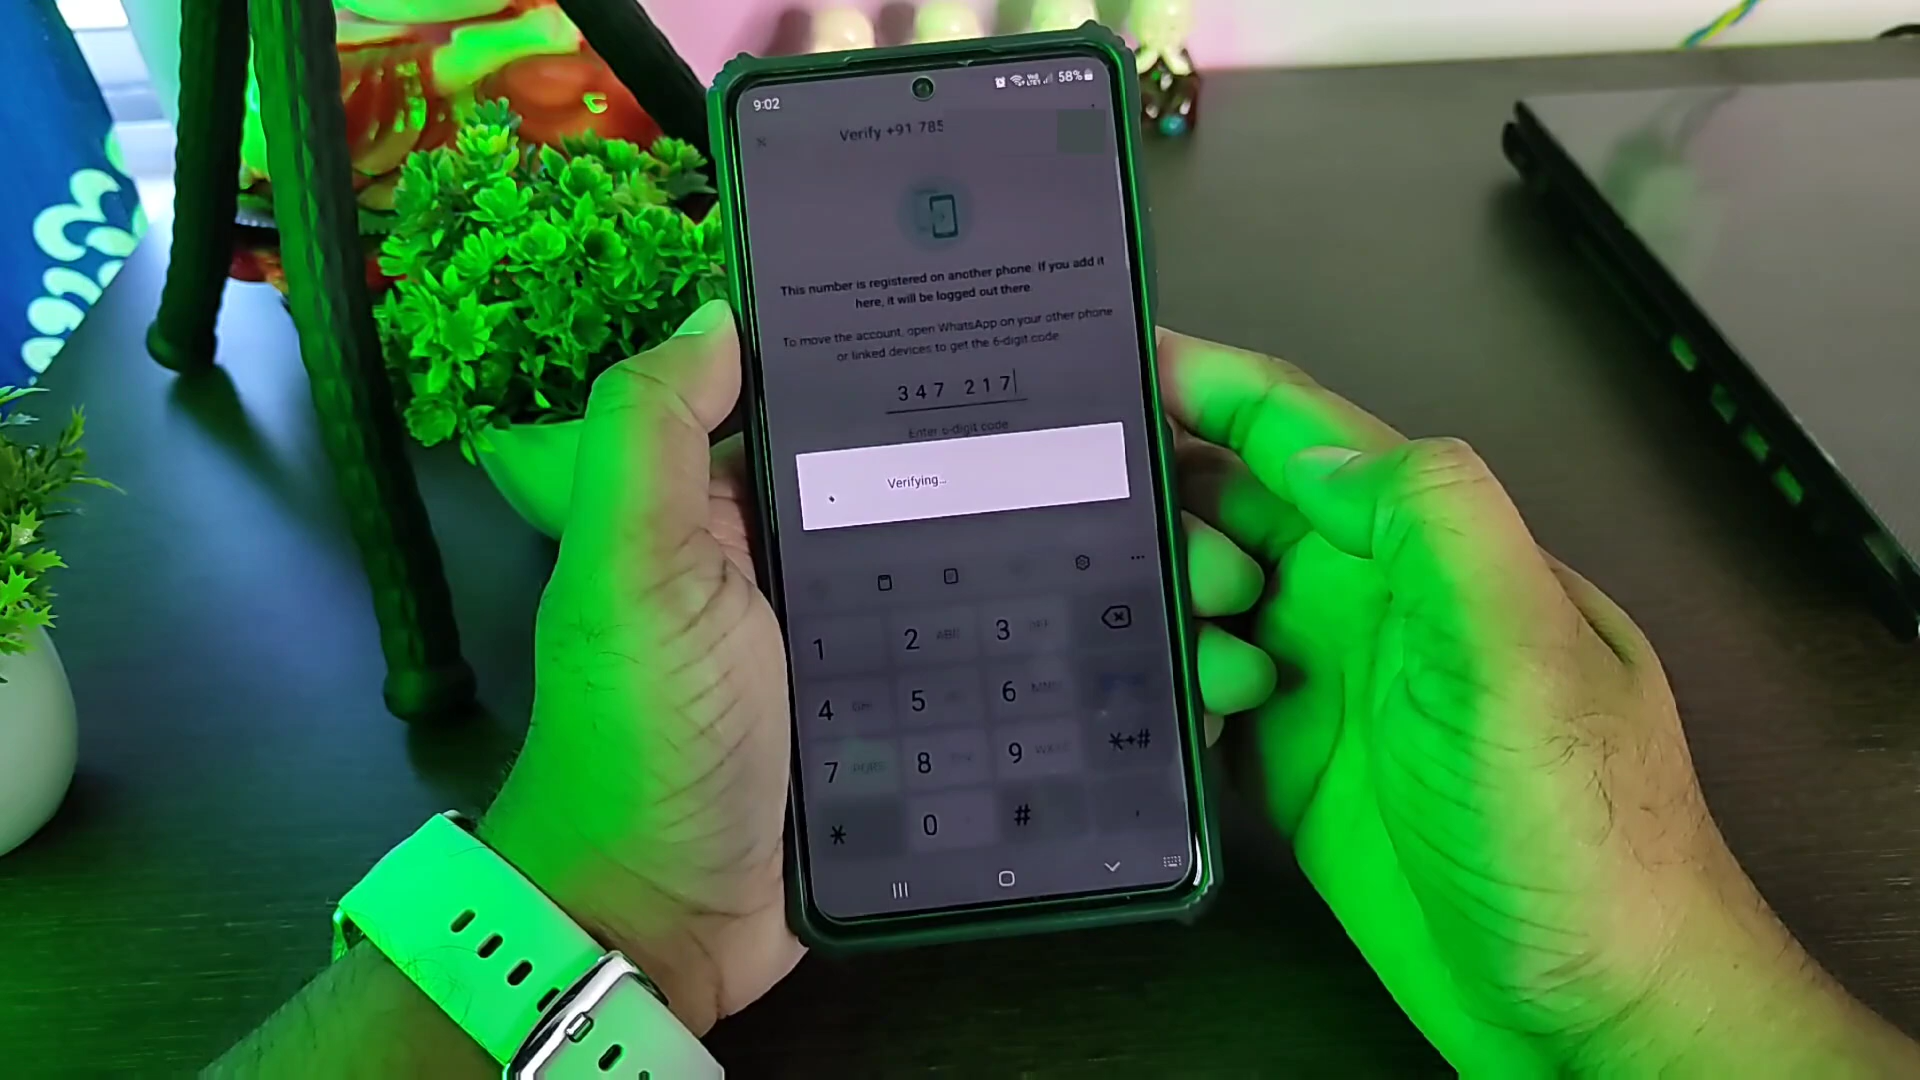 9:02
58%
Verify +91 785
This number is registered on another phone. If you add it
here, it will be logged out there.
To move the account, open WhatsApp on your other phone
or linked devices to get the 6-digit code.
347 217
Enter 6-digit code
Verifying...
1 2 ABC 3 DEF
4 GHI 5 6 MNO
7 PQRS 8 9 WXYZ *+#
* 0 # ,